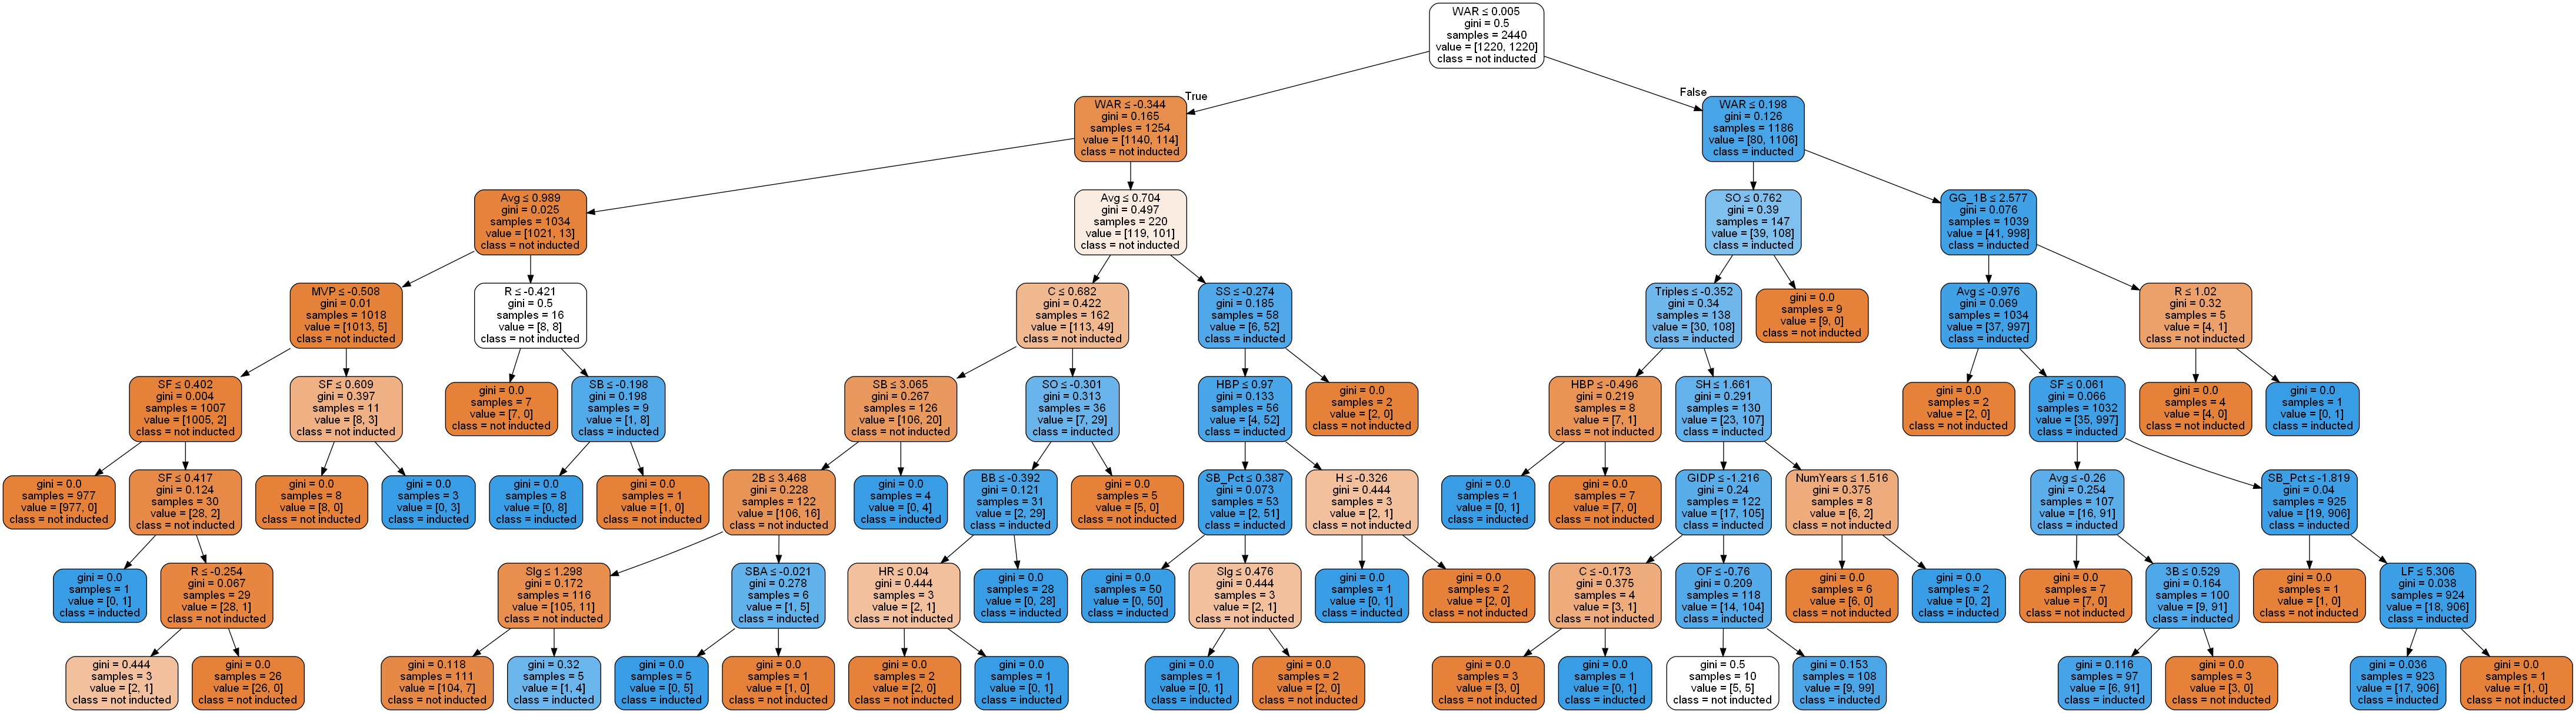 WAR ≤ 0.005
gini = 0.5
samples = 2440
value = [1220, 1220]
class = not inducted
True
False
WAR ≤ -0.344
gini = 0.165
samples = 1254
value = [1140, 114]
class = not inducted
WAR ≤ 0.198
gini = 0.126
samples = 1186
value = [80, 1106]
class = inducted
Avg ≤ 0.989
gini = 0.025
samples = 1034
value = [1021, 13]
class = not inducted
Avg ≤ 0.704
gini = 0.497
samples = 220
value = [119, 101]
class = not inducted
SO ≤ 0.762
gini = 0.39
samples = 147
value = [39, 108]
class = inducted
GG_1B ≤ 2.577
gini = 0.076
samples = 1039
value = [41, 998]
class = inducted
MVP ≤ -0.508
gini = 0.01
samples = 1018
value = [1013, 5]
class = not inducted
R ≤ -0.421
gini = 0.5
samples = 16
value = [8, 8]
class = not inducted
C ≤ 0.682
gini = 0.422
samples = 162
value = [113, 49]
class = not inducted
SS ≤ -0.274
gini = 0.185
samples = 58
value = [6, 52]
class = inducted
Triples ≤ -0.352
gini = 0.34
samples = 138
value = [30, 108]
class = inducted
gini = 0.0
samples = 9
value = [9, 0]
class = not inducted
Avg ≤ -0.976
gini = 0.069
samples = 1034
value = [37, 997]
class = inducted
R ≤ 1.02
gini = 0.32
samples = 5
value = [4, 1]
class = not inducted
SF ≤ 0.402
gini = 0.004
samples = 1007
value = [1005, 2]
class = not inducted
SF ≤ 0.609
gini = 0.397
samples = 11
value = [8, 3]
class = not inducted
gini = 0.0
samples = 7
value = [7, 0]
class = not inducted
SB ≤ -0.198
gini = 0.198
samples = 9
value = [1, 8]
class = inducted
SB ≤ 3.065
gini = 0.267
samples = 126
value = [106, 20]
class = not inducted
SO ≤ -0.301
gini = 0.313
samples = 36
value = [7, 29]
class = inducted
HBP ≤ 0.97
gini = 0.133
samples = 56
value = [4, 52]
class = inducted
gini = 0.0
samples = 2
value = [2, 0]
class = not inducted
HBP ≤ -0.496
gini = 0.219
samples = 8
value = [7, 1]
class = not inducted
SH ≤ 1.661
gini = 0.291
samples = 130
value = [23, 107]
class = inducted
gini = 0.0
samples = 2
value = [2, 0]
class = not inducted
SF ≤ 0.061
gini = 0.066
samples = 1032
value = [35, 997]
class = inducted
gini = 0.0
samples = 4
value = [4, 0]
class = not inducted
gini = 0.0
samples = 1
value = [0, 1]
class = inducted
gini = 0.0
samples = 977
value = [977, 0]
class = not inducted
SF ≤ 0.417
gini = 0.124
samples = 30
value = [28, 2]
class = not inducted
gini = 0.0
samples = 8
value = [8, 0]
class = not inducted
gini = 0.0
samples = 3
value = [0, 3]
class = inducted
gini = 0.0
samples = 8
value = [0, 8]
class = inducted
gini = 0.0
samples = 1
value = [1, 0]
class = not inducted
2B ≤ 3.468
gini = 0.228
samples = 122
value = [106, 16]
class = not inducted
gini = 0.0
samples = 4
value = [0, 4]
class = inducted
BB ≤ -0.392
gini = 0.121
samples = 31
value = [2, 29]
class = inducted
gini = 0.0
samples = 5
value = [5, 0]
class = not inducted
SB_Pct ≤ 0.387
gini = 0.073
samples = 53
value = [2, 51]
class = inducted
H ≤ -0.326
gini = 0.444
samples = 3
value = [2, 1]
class = not inducted
gini = 0.0
samples = 1
value = [0, 1]
class = inducted
gini = 0.0
samples = 7
value = [7, 0]
class = not inducted
GIDP ≤ -1.216
gini = 0.24
samples = 122
value = [17, 105]
class = inducted
NumYears ≤ 1.516
gini = 0.375
samples = 8
value = [6, 2]
class = not inducted
Avg ≤ -0.26
gini = 0.254
samples = 107
value = [16, 91]
class = inducted
SB_Pct ≤ -1.819
gini = 0.04
samples = 925
value = [19, 906]
class = inducted
gini = 0.0
samples = 1
value = [0, 1]
class = inducted
R ≤ -0.254
gini = 0.067
samples = 29
value = [28, 1]
class = not inducted
Slg ≤ 1.298
gini = 0.172
samples = 116
value = [105, 11]
class = not inducted
SBA ≤ -0.021
gini = 0.278
samples = 6
value = [1, 5]
class = inducted
HR ≤ 0.04
gini = 0.444
samples = 3
value = [2, 1]
class = not inducted
gini = 0.0
samples = 28
value = [0, 28]
class = inducted
gini = 0.0
samples = 50
value = [0, 50]
class = inducted
Slg ≤ 0.476
gini = 0.444
samples = 3
value = [2, 1]
class = not inducted
gini = 0.0
samples = 1
value = [0, 1]
class = inducted
gini = 0.0
samples = 2
value = [2, 0]
class = not inducted
C ≤ -0.173
gini = 0.375
samples = 4
value = [3, 1]
class = not inducted
OF ≤ -0.76
gini = 0.209
samples = 118
value = [14, 104]
class = inducted
gini = 0.0
samples = 6
value = [6, 0]
class = not inducted
gini = 0.0
samples = 2
value = [0, 2]
class = inducted
gini = 0.0
samples = 7
value = [7, 0]
class = not inducted
3B ≤ 0.529
gini = 0.164
samples = 100
value = [9, 91]
class = inducted
gini = 0.0
samples = 1
value = [1, 0]
class = not inducted
LF ≤ 5.306
gini = 0.038
samples = 924
value = [18, 906]
class = inducted
gini = 0.444
samples = 3
value = [2, 1]
class = not inducted
gini = 0.0
samples = 26
value = [26, 0]
class = not inducted
gini = 0.118
samples = 111
value = [104, 7]
class = not inducted
gini = 0.32
samples = 5
value = [1, 4]
class = inducted
gini = 0.0
samples = 5
value = [0, 5]
class = inducted
gini = 0.0
samples = 1
value = [1, 0]
class = not inducted
gini = 0.0
samples = 2
value = [2, 0]
class = not inducted
gini = 0.0
samples = 1
value = [0, 1]
class = inducted
gini = 0.0
samples = 1
value = [0, 1]
class = inducted
gini = 0.0
samples = 2
value = [2, 0]
class = not inducted
gini = 0.0
samples = 3
value = [3, 0]
class = not inducted
gini = 0.0
samples = 1
value = [0, 1]
class = inducted
gini = 0.5
samples = 10
value = [5, 5]
class = not inducted
gini = 0.153
samples = 108
value = [9, 99]
class = inducted
gini = 0.116
samples = 97
value = [6, 91]
class = inducted
gini = 0.0
samples = 3
value = [3, 0]
class = not inducted
gini = 0.036
samples = 923
value = [17, 906]
class = inducted
gini = 0.0
samples = 1
value = [1, 0]
class = not inducted